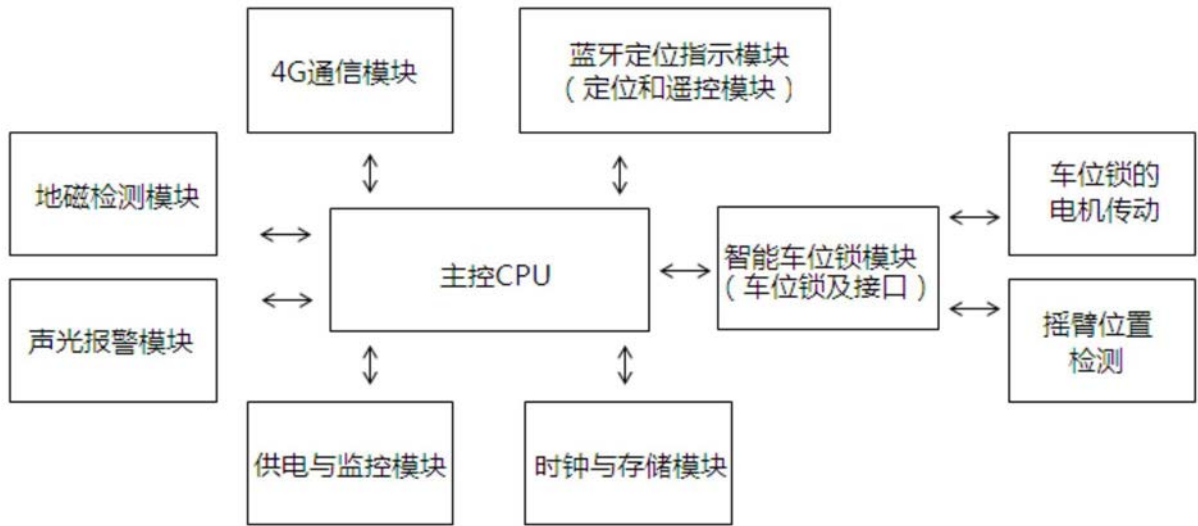 4G通信模块
蓝牙定位指示模块
（定位和遥控模块）
地磁检测模块
车位锁的
电机传动
主控CPU
智能车位锁模块
（车位锁及接口）
声光报警模块
摇臂位置
检测
供电与监控模块
时钟与存储模块